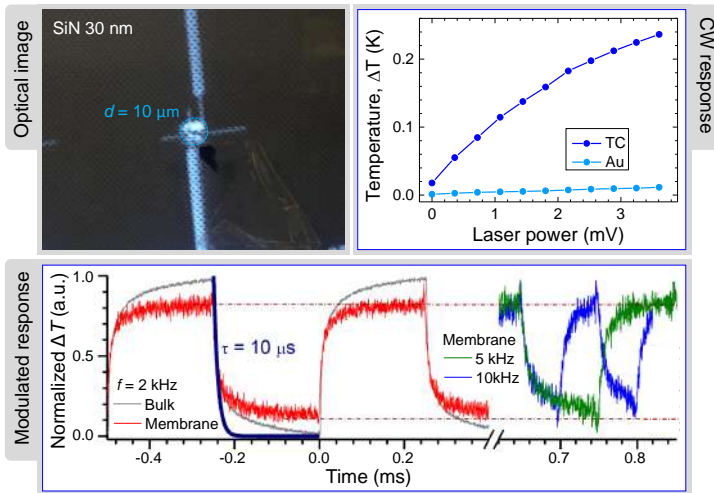 Optical image
SiN 30 nm
d = 10 μm
CW response
Temperature, ΔT (K)
0.2
0.1
0.0
TC
Au
0 1 2 3
Laser power (mV)
Modulated response
Normalized ΔT (a.u.)
1.0
0.5
0.0
τ = 10 μs
f = 2 kHz
Bulk
Membrane
Membrane
5 kHz
10kHz
-0.4 -0.2 0.0 0.2 0.7 0.8
Time (ms)